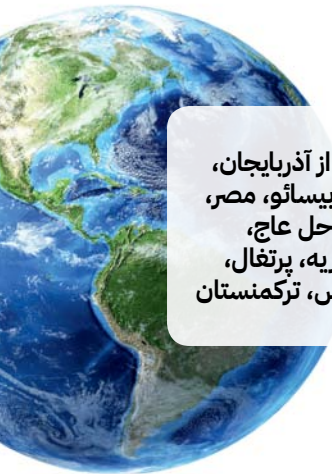 از آذربایجان،
بیسائو، مصر،
حل عاج،
ریه، پرتغال،
س، ترکمنستان